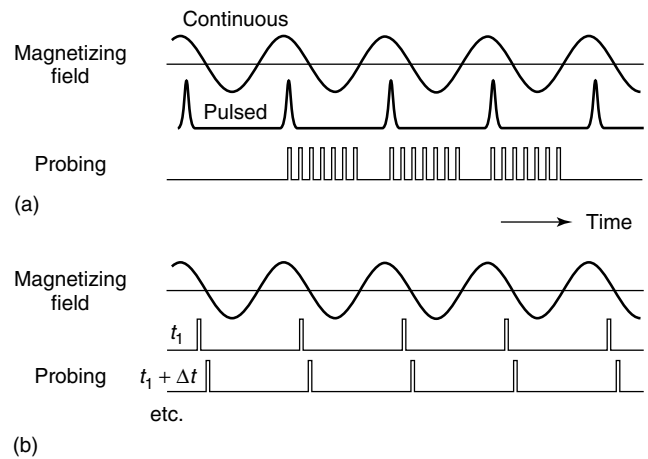 Continuous
Magnetizing
field
Pulsed
Probing
(a)
Time
Magnetizing
field
t₁
Probing
t₁ + Δt
etc.
(b)